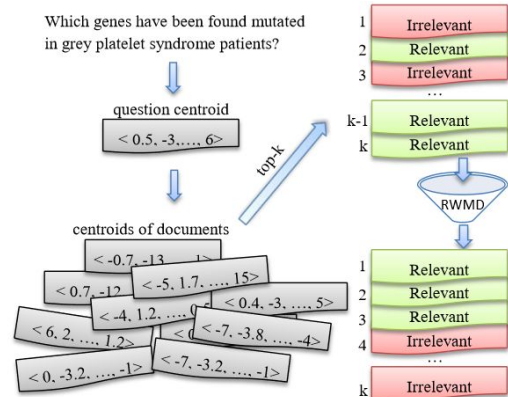 Which genes have been found mutated
in grey platelet syndrome patients?
question centroid
< 0.5, -3,…, 6>
top-k
centroids of documents
< -0.7, -13
1>
< 0.7, -12
< -5, 1.7, …, 15>
< -4, 1.2, …,
< 0.4, -3, …, 5>
< 6, 2, …, 1.2>
< -7, -3.8, …, -4>
< 0, -3.2, …, -1>
< -7, -3.2, …, -1>
1 Irrelevant
2 Relevant
3 Irrelevant
…
k-1 Relevant
k Relevant
RWMD
1 Relevant
2 Relevant
3 Relevant
4 Irrelevant
…
k Irrelevant